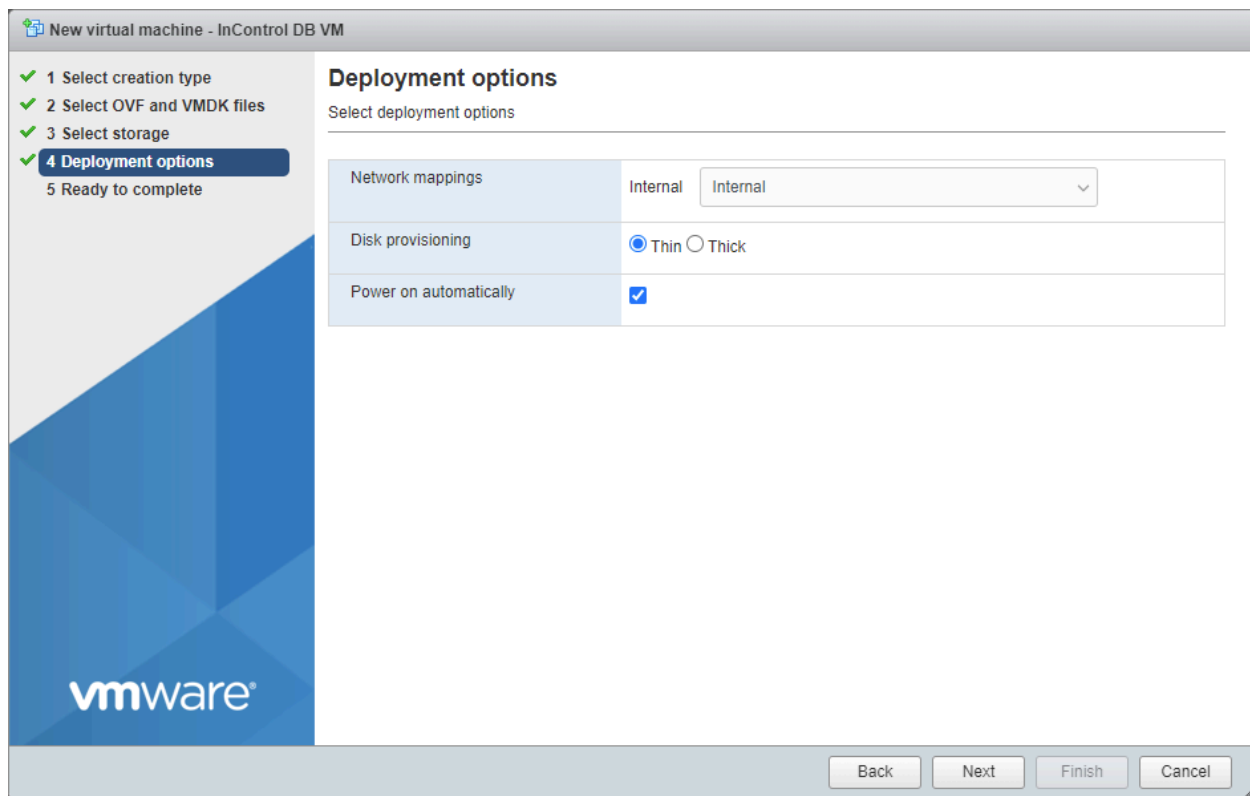 New virtual machine - InControl DB VM
1 Select creation type
2 Select OVF and VMDK files
3 Select storage
4 Deployment options
5 Ready to complete
vmware®
Deployment options
Select deployment options
Network mappings
Internal Internal
Disk provisioning
Thin Thick
Power on automatically
Back Next Finish Cancel